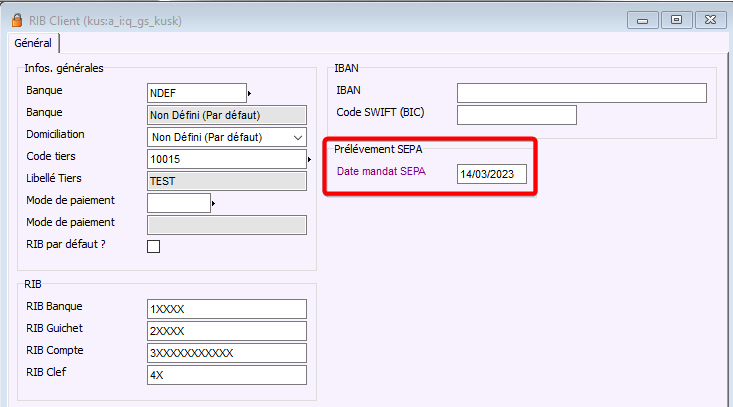 RIB Client (kus:a_i:q_gs_kusk)
Général
Infos. générales
Banque NDEF
Banque Non Défini (Par défaut)
Domiciliation Non Défini (Par défaut)
Code tiers 10015
Libellé Tiers TEST
Mode de paiement
Mode de paiement
RIB par défaut ?
RIB
RIB Banque 1XXXX
RIB Guichet 2XXXX
RIB Compte 3XXXXXXXXXX
RIB Clef 4X
IBAN
IBAN
Code SWIFT (BIC)
Prélévement SEPA
Date mandat SEPA 14/03/2023